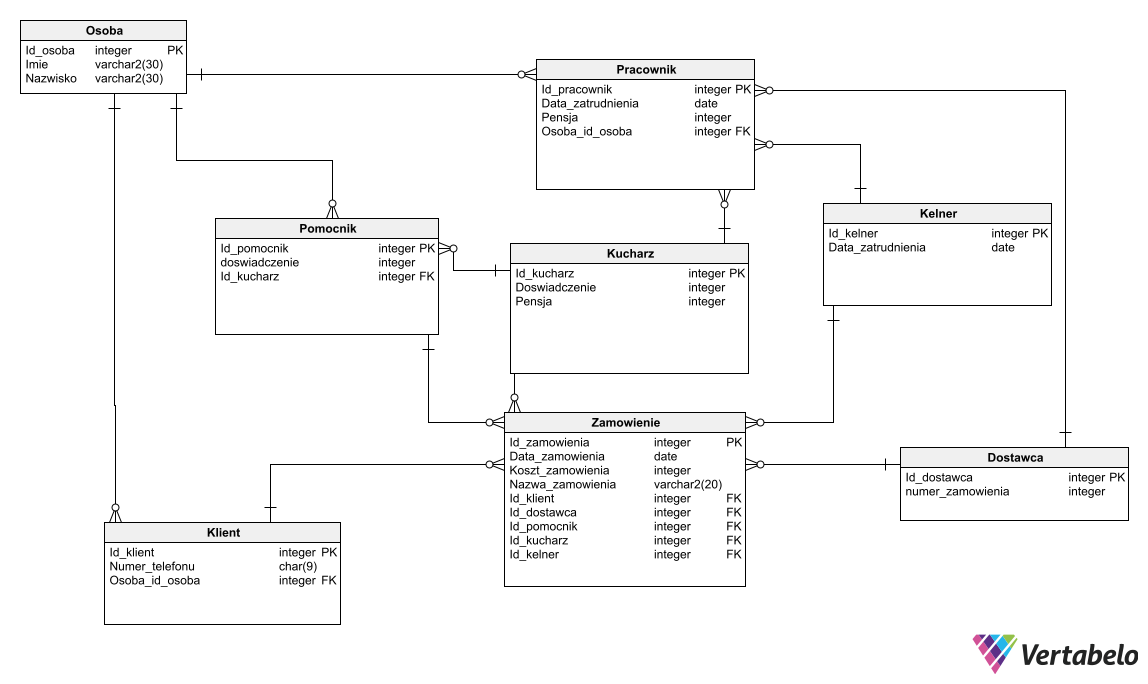 Osoba
Id_osoba integer PK
Imie varchar2(30)
Nazwisko varchar2(30)
Pracownik
Id_pracownik integer PK
Data_zatrudnienia date
Pensja integer
Osoba_id_osoba integer FK
Pomocnik
Id_pomocnik integer PK
doswiadczenie integer
Id_kucharz integer FK
Kucharz
Id_kucharz integer PK
Doswiadczenie integer
Pensja integer
Kelner
Id_kelner integer PK
Data_zatrudnienia date
Zamowienie
Id_zamowienia integer PK
Data_zamowienia date
Koszt_zamowienia integer
Nazwa_zamowienia varchar2(20)
Id_klient integer FK
Id_dostawca integer FK
Id_pomocnik integer FK
Id_kucharz integer FK
Id_kelner integer FK
Dostawca
Id_dostawca integer PK
numer_zamowienia integer
Klient
Id_klient integer PK
Numer_telefonu char(9)
Osoba_id_osoba integer FK
Vertabelo